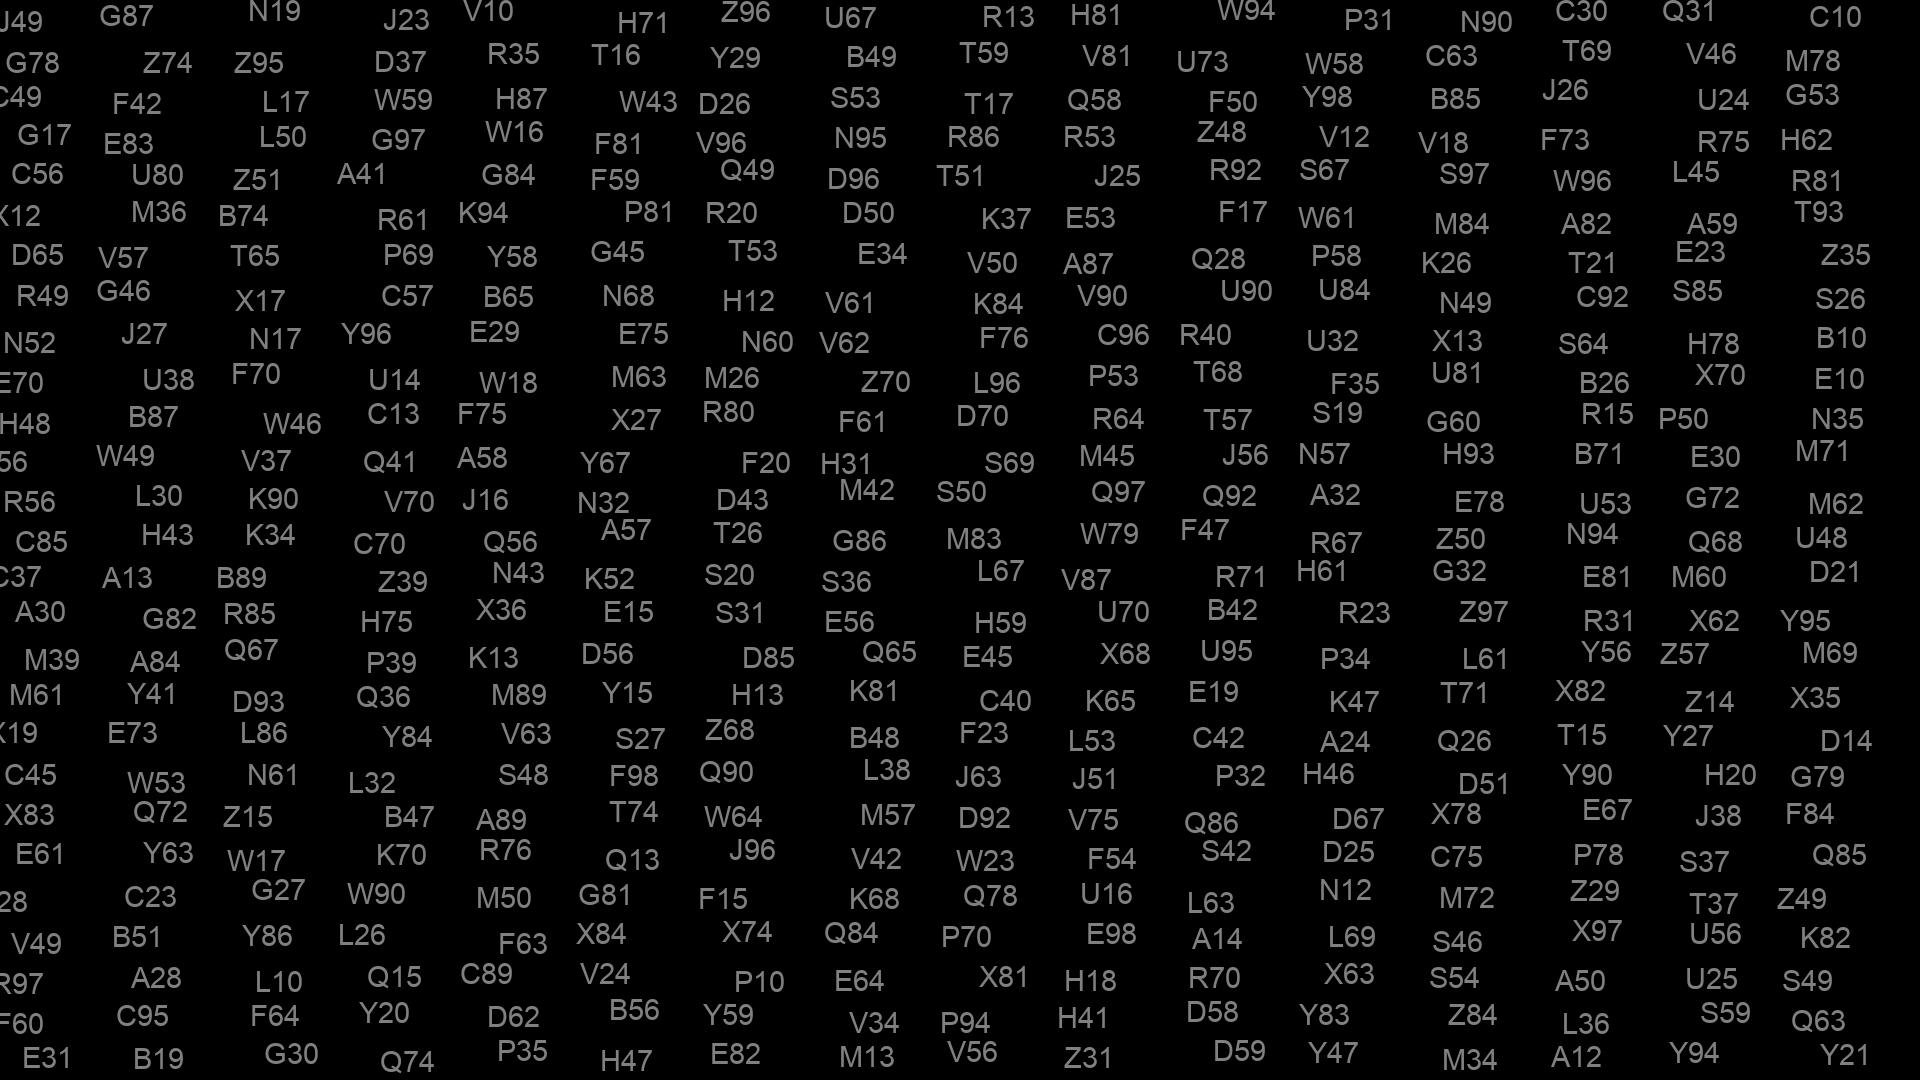 J49 G87 N19 J23 V10 H71 Z96 U67 R13 H81 W94 P31 N90 C30 Q31 C10
G78 Z74 Z95 D37 R35 T16 Y29 B49 T59 V81 U73 W58 C63 T69 V46 M78
C49 F42 L17 W59 H87 W43 D26 S53 T17 Q58 F50 Y98 B85 J26 U24 G53
G17 E83 L50 G97 W16 F81 V96 N95 R86 R53 Z48 V12 V18 F73 R75 H62
C56 U80 Z51 A41 G84 F59 Q49 D96 T51 J25 R92 S67 S97 W96 L45 R81
X12 M36 B74 R61 K94 P81 R20 D50 K37 E53 F17 W61 M84 A82 A59 T93
D65 V57 T65 P69 Y58 G45 T53 E34 V50 A87 Q28 P58 K26 T21 E23 Z35
R49 G46 X17 C57 B65 N68 H12 V61 K84 V90 U90 U84 N49 C92 S85 S26
N52 J27 N17 Y96 E29 E75 N60 V62 F76 C96 R40 U32 X13 S64 H78 B10
E70 U38 F70 U14 W18 M63 M26 Z70 L96 P53 T68 F35 U81 B26 X70 E10
H48 B87 W46 C13 F75 X27 R80 F61 D70 R64 T57 S19 G60 R15 P50 N35
56 W49 V37 Q41 A58 Y67 F20 H31 S69 M45 J56 N57 H93 B71 E30 M71
R56 L30 K90 V70 J16 N32 D43 M42 S50 Q97 Q92 A32 E78 U53 G72 M62
C85 H43 K34 C70 Q56 A57 T26 G86 M83 W79 F47 R67 Z50 N94 Q68 U48
C37 A13 B89 Z39 N43 K52 S20 S36 L67 V87 R71 H61 G32 E81 M60 D21
A30 G82 R85 H75 X36 E15 S31 E56 H59 U70 B42 R23 Z97 R31 X62 Y95
M39 A84 Q67 P39 K13 D56 D85 Q65 E45 X68 U95 P34 L61 Y56 Z57 M69
M61 Y41 D93 Q36 M89 Y15 H13 K81 C40 K65 E19 K47 T71 X82 Z14 X35
X19 E73 L86 Y84 V63 S27 Z68 B48 F23 L53 C42 A24 Q26 T15 Y27 D14
C45 W53 N61 L32 S48 F98 Q90 L38 J63 J51 P32 H46 D51 Y90 H20 G79
X83 Q72 Z15 B47 A89 T74 W64 M57 D92 V75 Q86 D67 X78 E67 J38 F84
E61 Y63 W17 K70 R76 Q13 J96 V42 W23 F54 S42 D25 C75 P78 S37 Q85
28 C23 G27 W90 M50 G81 F15 K68 Q78 U16 L63 N12 M72 Z29 T37 Z49
V49 B51 Y86 L26 F63 X84 X74 Q84 P70 E98 A14 L69 S46 X97 U56 K82
R97 A28 L10 Q15 C89 V24 P10 E64 X81 H18 R70 X63 S54 A50 U25 S49
F60 C95 F64 Y20 D62 B56 Y59 V34 P94 H41 D58 Y83 Z84 L36 S59 Q63
E31 B19 G30 Q74 P35 H47 E82 M13 V56 Z31 D59 Y47 M34 A12 Y94 Y21